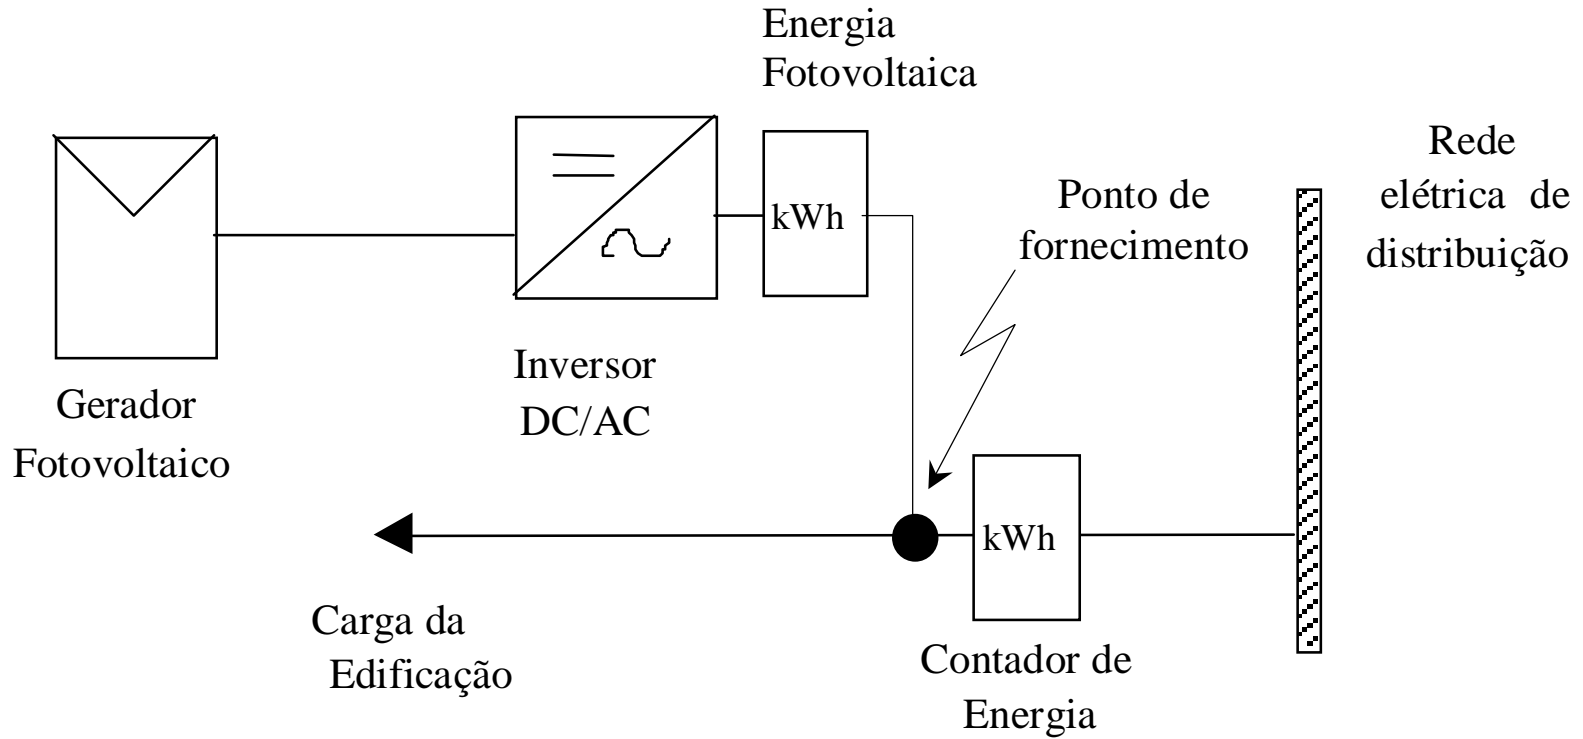 Energia
Fotovoltaica
Rede
elétrica de
distribuição
Ponto de
fornecimento
kWh
Inversor
DC/AC
Gerador
Fotovoltaico
kWh
Carga da
Edificação
Contador de
Energia